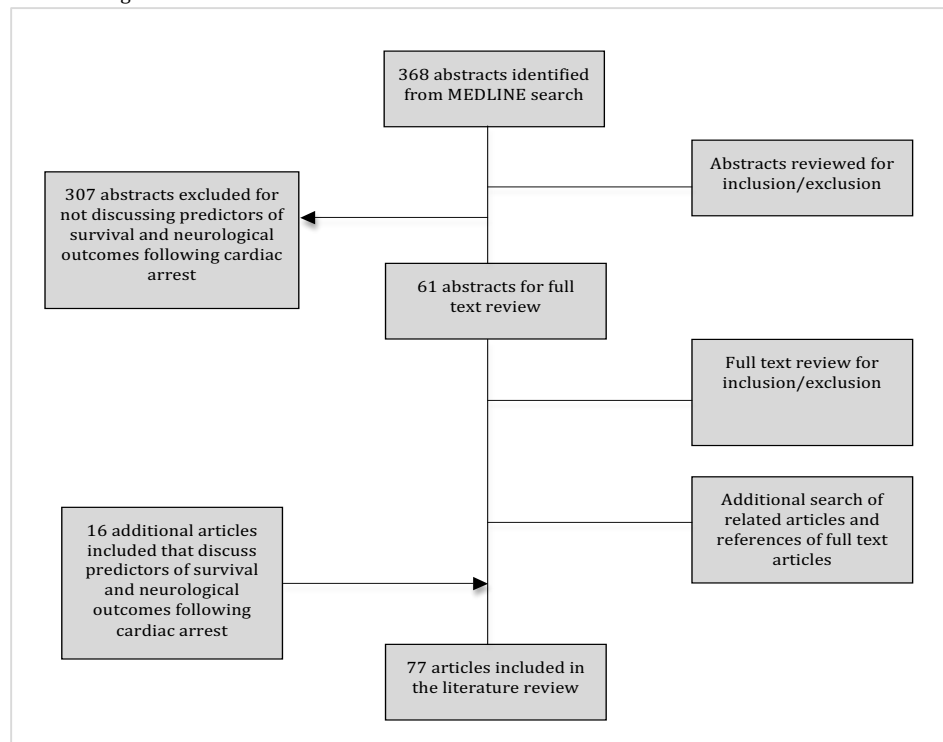 368 abstracts identified
from MEDLINE search
Abstracts reviewed for
inclusion/exclusion
307 abstracts excluded for
not discussing predictors of
survival and neurological
outcomes following cardiac
arrest
61 abstracts for full
text review
Full text review for
inclusion/exclusion
Additional search of
related articles and
references of full text
articles
16 additional articles
included that discuss
predictors of survival
and neurological
outcomes following
cardiac arrest
77 articles included in
the literature review